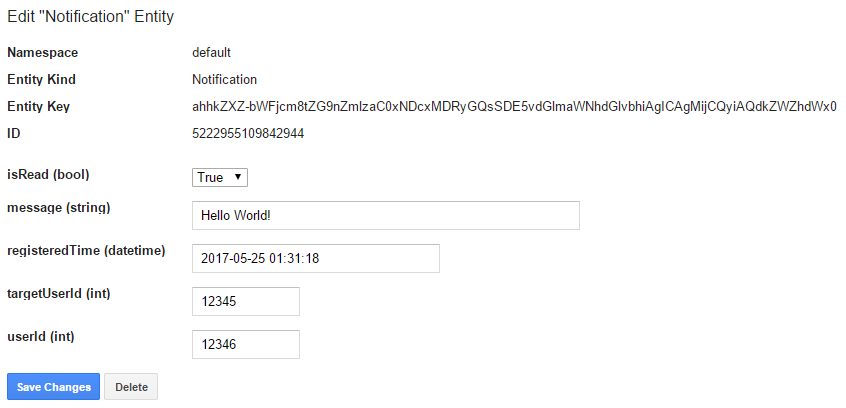 Edit "Notification" Entity
Namespace default
Entity Kind Notification
Entity Key ahhkZXZ-bWFjcm8tZG9nZmlzaC0xNDcxMDRyGQsSDE5vdGlmaWNhdGlvbhiAgICAgMijCQyiAQdkZWZhdWx0
ID 5222955109842944
isRead (bool) True
message (string) Hello World!
registeredTime (datetime) 2017-05-25 01:31:18
targetUserId (int) 12345
userId (int) 12346
Save Changes Delete